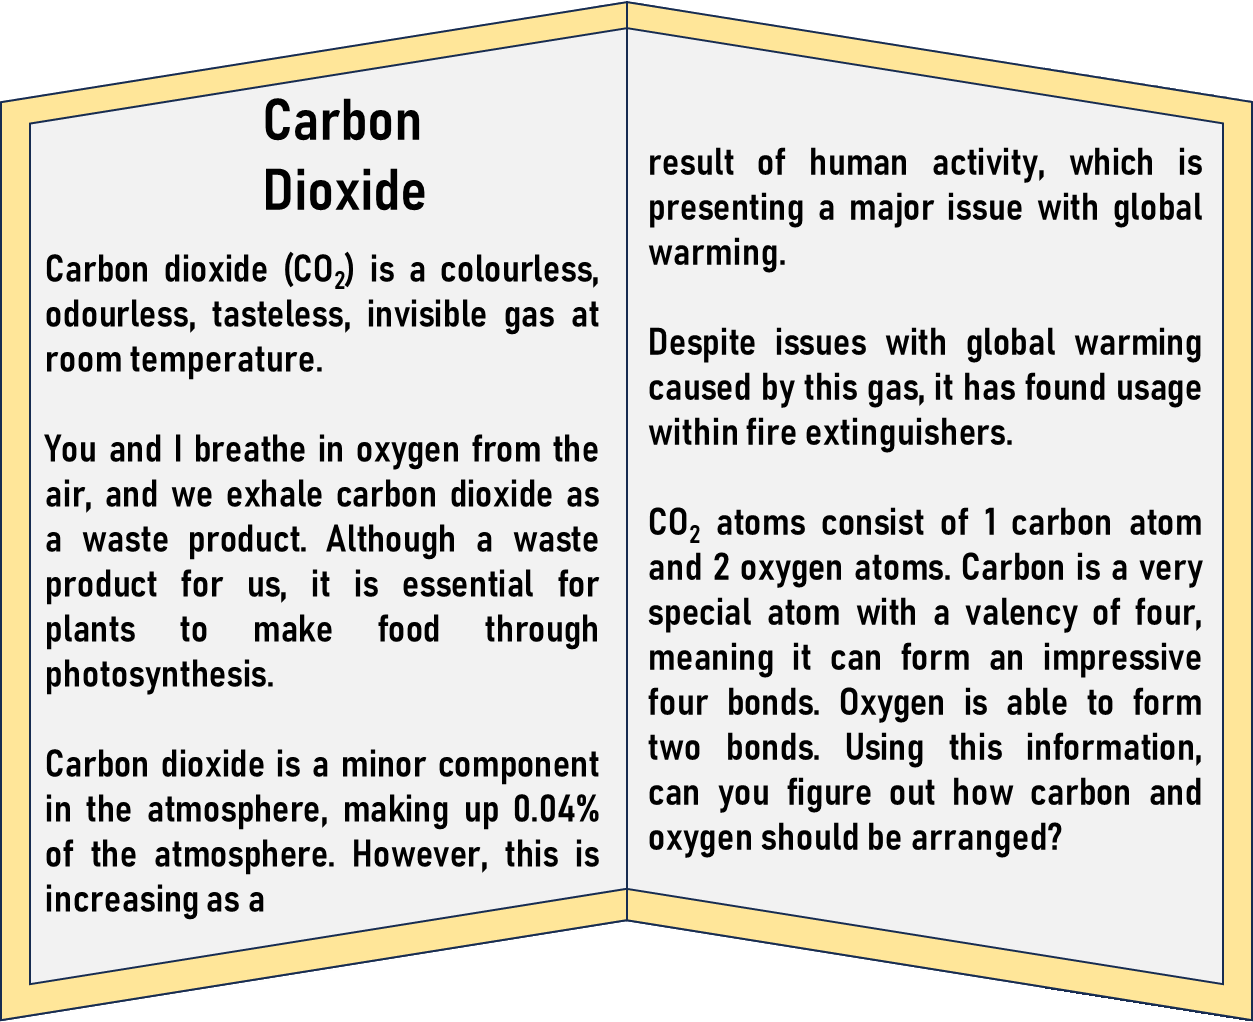 Carbon
Dioxide
Carbon dioxide (CO₂) is a colourless,
odourless, tasteless, invisible gas at
room temperature.
You and I breathe in oxygen from the
air, and we exhale carbon dioxide as
a waste product. Although a waste
product for us, it is essential for
plants to make food through
photosynthesis.
Carbon dioxide is a minor component
in the atmosphere, making up 0.04%
of the atmosphere. However, this is
increasing as a
result of human activity, which is
presenting a major issue with global
warming.
Despite issues with global warming
caused by this gas, it has found usage
within fire extinguishers.
CO₂ atoms consist of 1 carbon atom
and 2 oxygen atoms. Carbon is a very
special atom with a valency of four,
meaning it can form an impressive
four bonds. Oxygen is able to form
two bonds. Using this information,
can you figure out how carbon and
oxygen should be arranged?